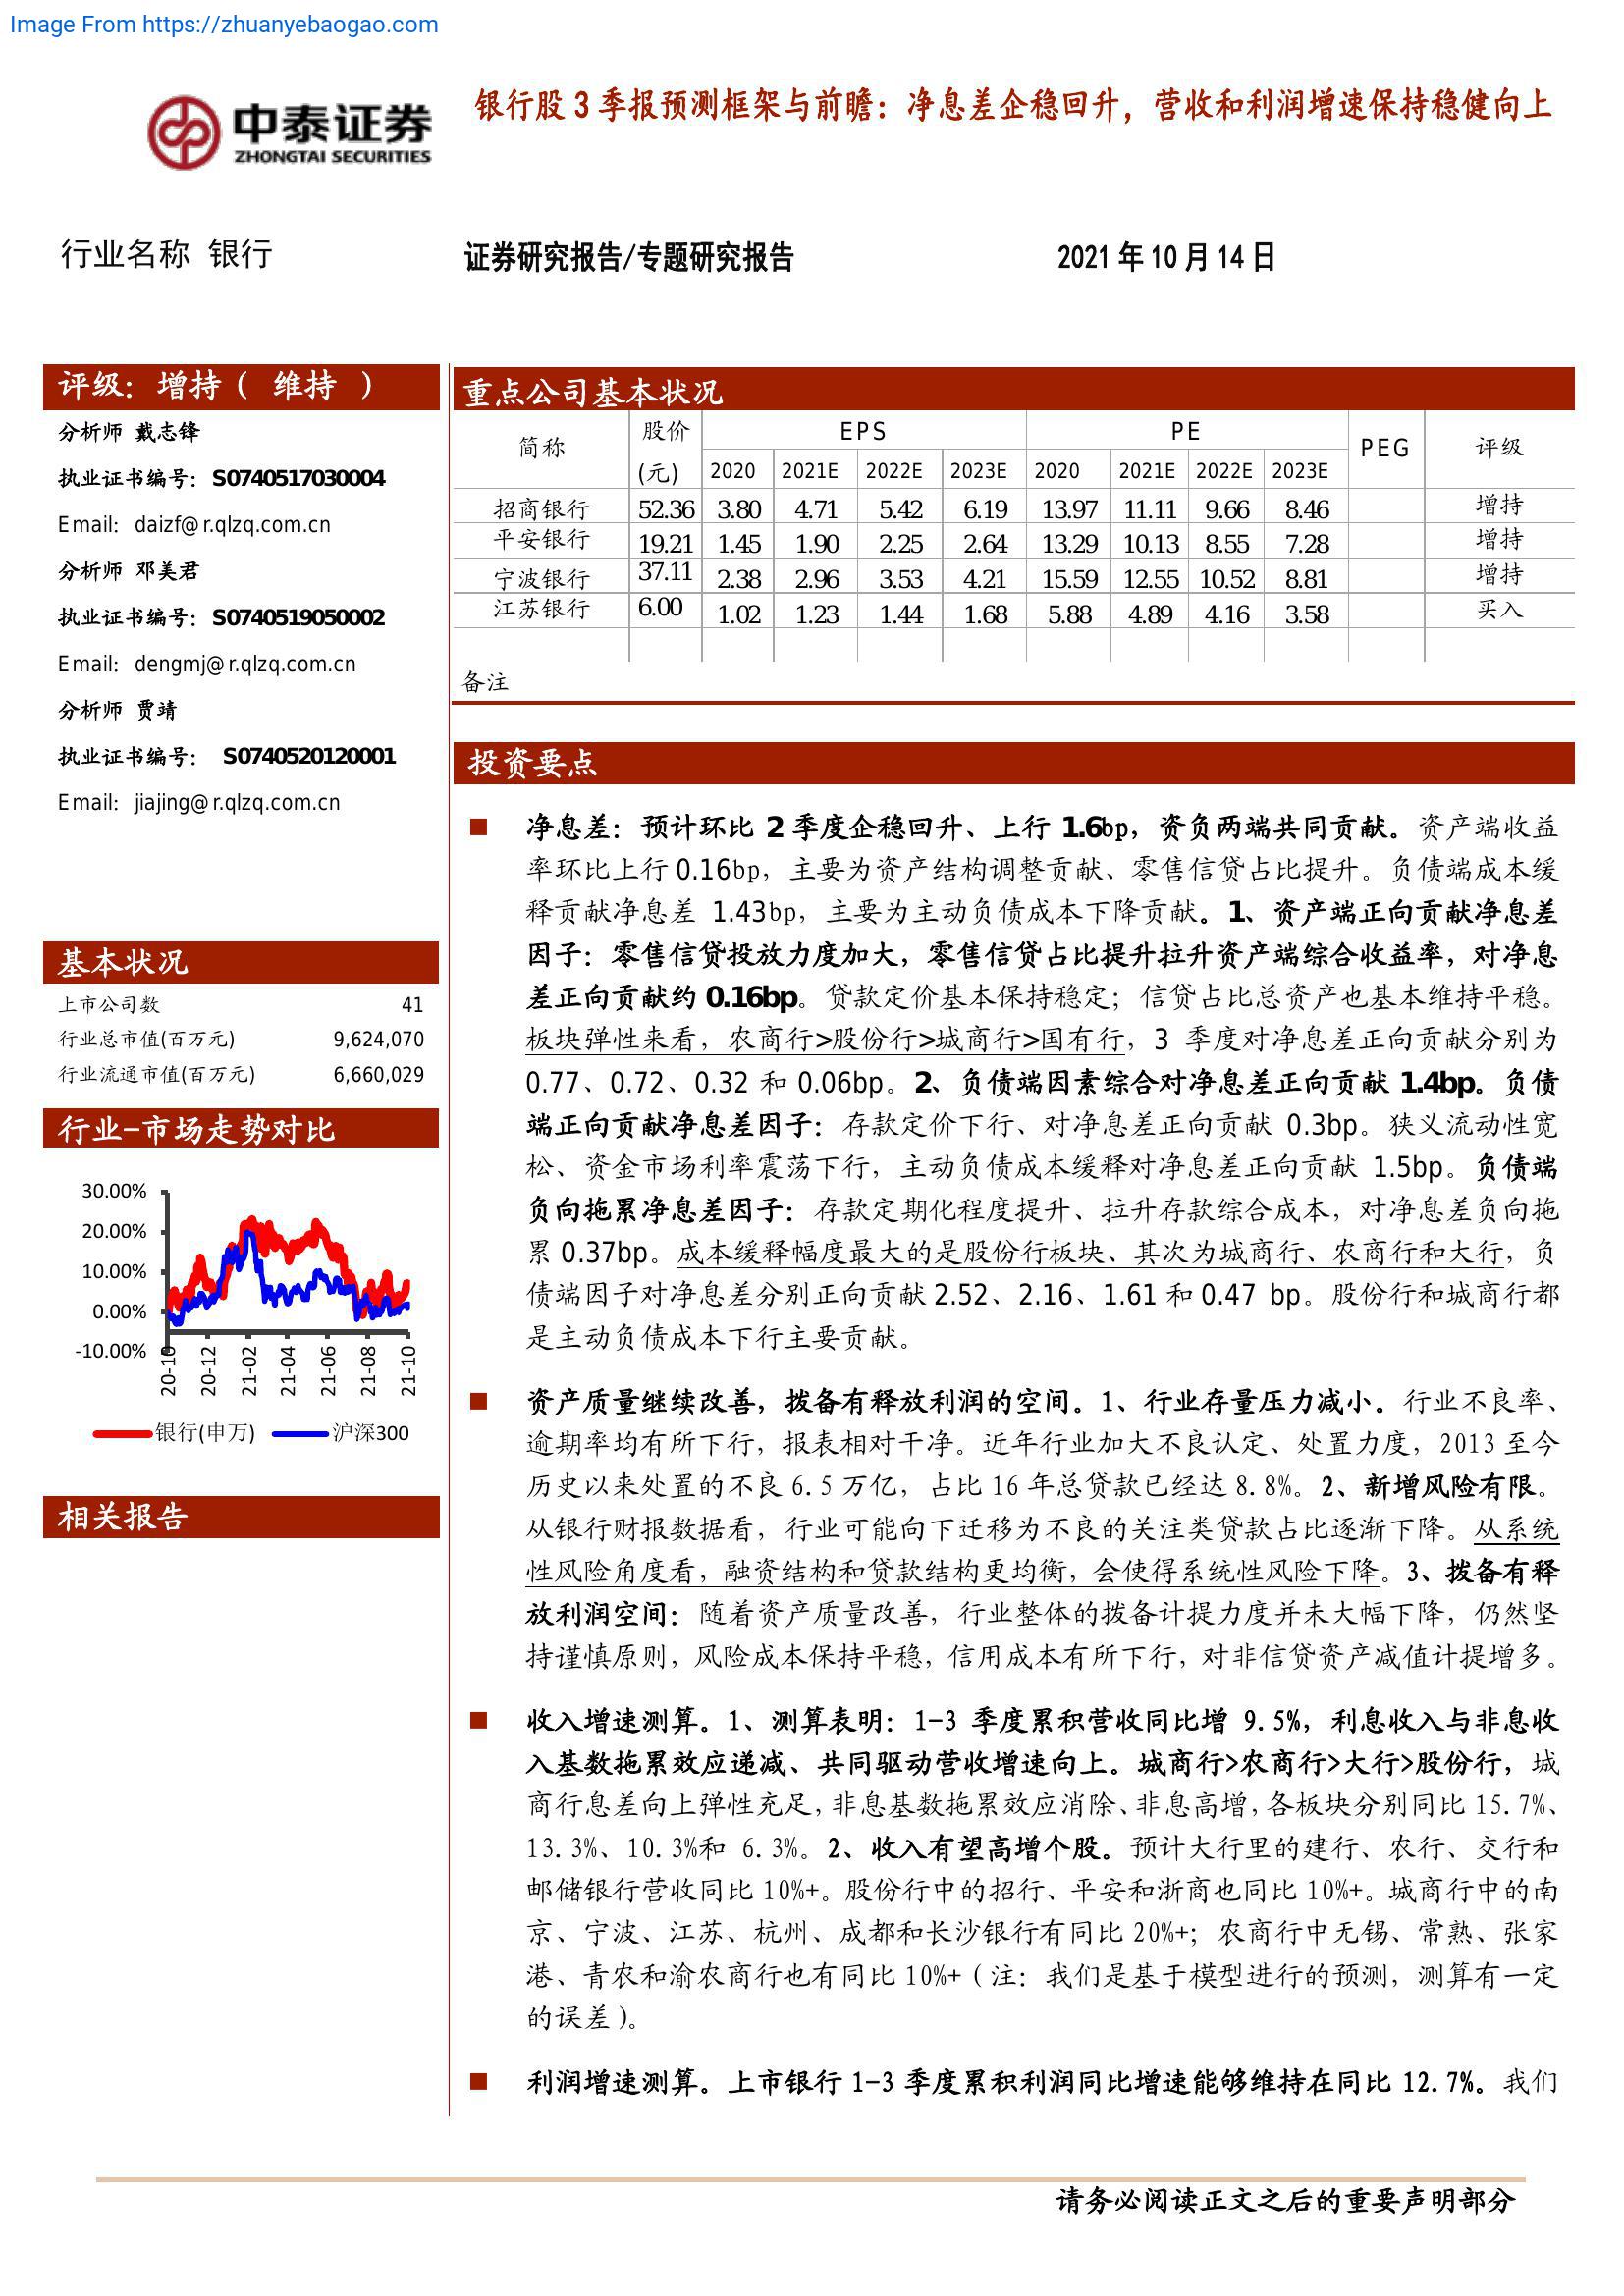 Image From https://zhuanyebaogao.com
中泰证券
ZHONGTAI SECURITIES
银行股 3 季报预测框架与前瞻：净息差企稳回升，营收和利润增速保持稳健向上
行业名称 银行
证券研究报告/专题研究报告
2021 年 10 月 14 日
评级：增持（ 维持 ）
分析师 戴志锋
执业证书编号：S0740517030004
Email：daizf@r.qlzq.com.cn
分析师 邓美君
执业证书编号：S0740519050002
Email：dengmj@r.qlzq.com.cn
分析师 贾靖
执业证书编号： S0740520120001
Email：jiajing@r.qlzq.com.cn
基本状况
上市公司数 41
行业总市值(百万元) 9,624,070
行业流通市值(百万元) 6,660,029
行业-市场走势对比
30.00%
20.00%
10.00%
0.00%
-10.00%
20-10 20-12 21-02 21-04 21-06 21-08 21-10
银行(申万) 沪深300
相关报告
重点公司基本状况
简称 股价(元) EPS PE PEG 评级
2020 2021E 2022E 2023E 2020 2021E 2022E 2023E
招商银行 52.36 3.80 4.71 5.42 6.19 13.97 11.11 9.66 8.46 增持
平安银行 19.21 1.45 1.90 2.25 2.64 13.29 10.13 8.55 7.28 增持
宁波银行 37.11 2.38 2.96 3.53 4.21 15.59 12.55 10.52 8.81 增持
江苏银行 6.00 1.02 1.23 1.44 1.68 5.88 4.89 4.16 3.58 买入
备注
投资要点
净息差：预计环比 2 季度企稳回升、上行 1.6bp，资负两端共同贡献。资产端收益
率环比上行 0.16bp，主要为资产结构调整贡献、零售信贷占比提升。负债端成本缓
释贡献净息差 1.43bp，主要为主动负债成本下降贡献。1、资产端正向贡献净息差
因子：零售信贷投放力度加大，零售信贷占比提升拉升资产端综合收益率，对净息
差正向贡献约 0.16bp。贷款定价基本保持稳定；信贷占比总资产也基本维持平稳。
板块弹性来看，农商行>股份行>城商行>国有行，3 季度对净息差正向贡献分别为
0.77、0.72、0.32 和 0.06bp。2、负债端因素综合对净息差正向贡献 1.4bp。负债
端正向贡献净息差因子：存款定价下行、对净息差正向贡献 0.3bp。狭义流动性宽
松、资金市场利率震荡下行，主动负债成本缓释对净息差正向贡献 1.5bp。负债端
负向拖累净息差因子：存款定期化程度提升、拉升存款综合成本，对净息差负向拖
累 0.37bp。成本缓释幅度最大的是股份行板块、其次为城商行、农商行和大行，负
债端因子对净息差分别正向贡献 2.52、2.16、1.61 和 0.47 bp。股份行和城商行都
是主动负债成本下行主要贡献。
资产质量继续改善，拨备有释放利润的空间。1、行业存量压力减小。行业不良率、
逾期率均有所下行，报表相对干净。近年行业加大不良认定、处置力度，2013 至今
历史以来处置的不良 6.5 万亿，占比 16 年总贷款已经达 8.8%。2、新增风险有限。
从银行财报数据看，行业可能向下迁移为不良的关注类贷款占比逐渐下降。从系统
性风险角度看，融资结构和贷款结构更均衡，会使得系统性风险下降。3、拨备有释
放利润空间：随着资产质量改善，行业整体的拨备计提力度并未大幅下降，仍然坚
持谨慎原则，风险成本保持平稳，信用成本有所下行，对非信贷资产减值计提增多。
收入增速测算。1、测算表明：1-3 季度累积营收同比增 9.5%，利息收入与非息收
入基数拖累效应递减、共同驱动营收增速向上。城商行>农商行>大行>股份行，城
商行息差向上弹性充足，非息基数拖累效应消除、非息高增，各板块分别同比 15.7%、
13.3%、10.3%和 6.3%。2、收入有望高增个股。预计大行里的建行、农行、交行和
邮储银行营收同比 10%+。股份行中的招行、平安和浙商也同比 10%+。城商行中的南
京、宁波、江苏、杭州、成都和长沙银行有同比 20%+；农商行中无锡、常熟、张家
港、青农和渝农商行也有同比 10%+（注：我们是基于模型进行的预测，测算有一定
的误差）。
利润增速测算。上市银行 1-3 季度累积利润同比增速能够维持在同比 12.7%。我们
请务必阅读正文之后的重要声明部分